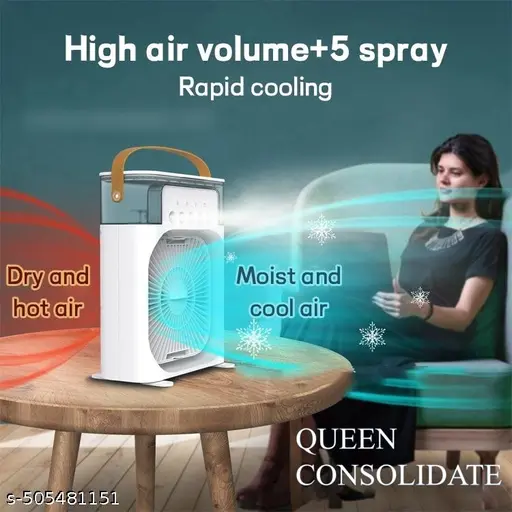 High air volume+5 spray
Rapid cooling
Dry and
hot air
Moist and
cool air
QUEEN
CONSOLIDATE
s-505481151